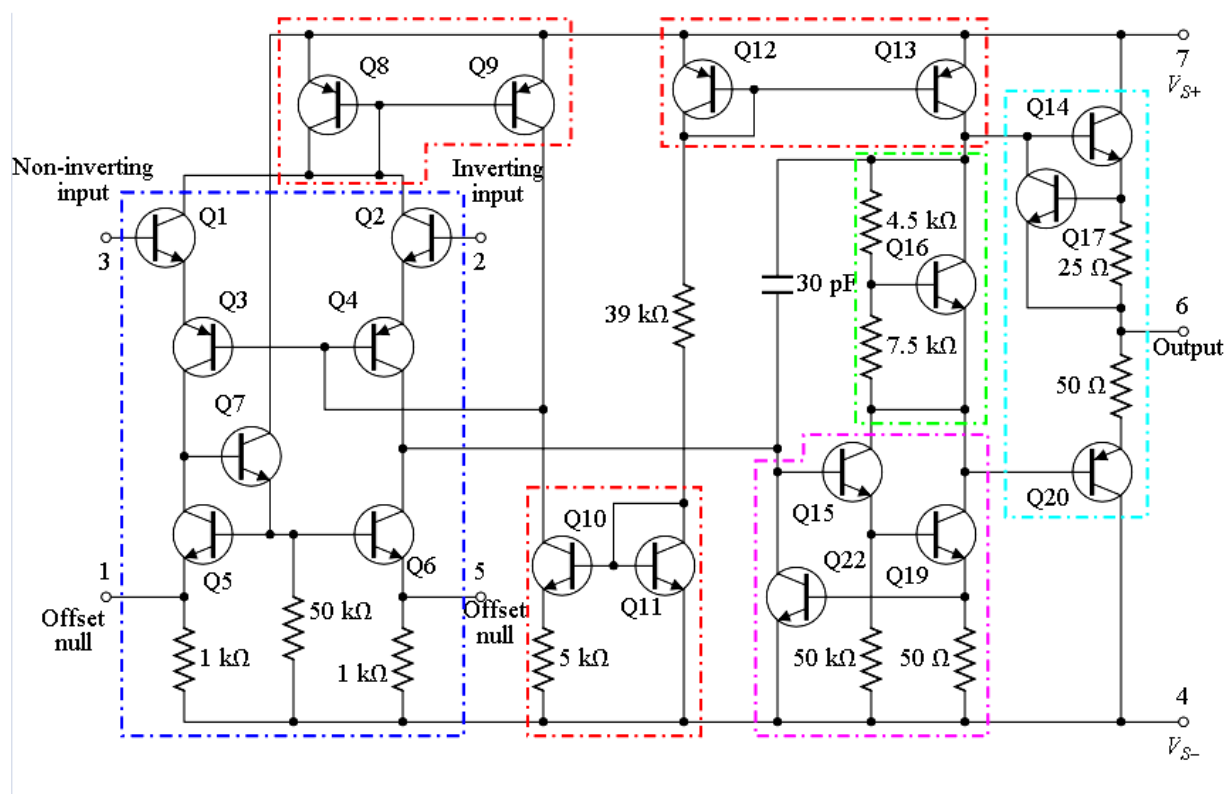 Q8
Q9
Q12
Q13
7
VS+
Q14
Non-inverting
input
Inverting
input
Q1
Q2
3
2
4.5 kΩ
Q16
Q17
25 Ω
30 pF
Q3
Q4
39 kΩ
7.5 kΩ
6
Output
50 Ω
Q7
Q15
Q20
Q10
Q22
Q19
1
Offset
null
Q5
Q6
5
Offset
null
Q11
50 kΩ
1 kΩ
1 kΩ
5 kΩ
50 kΩ
50 Ω
4
VS–